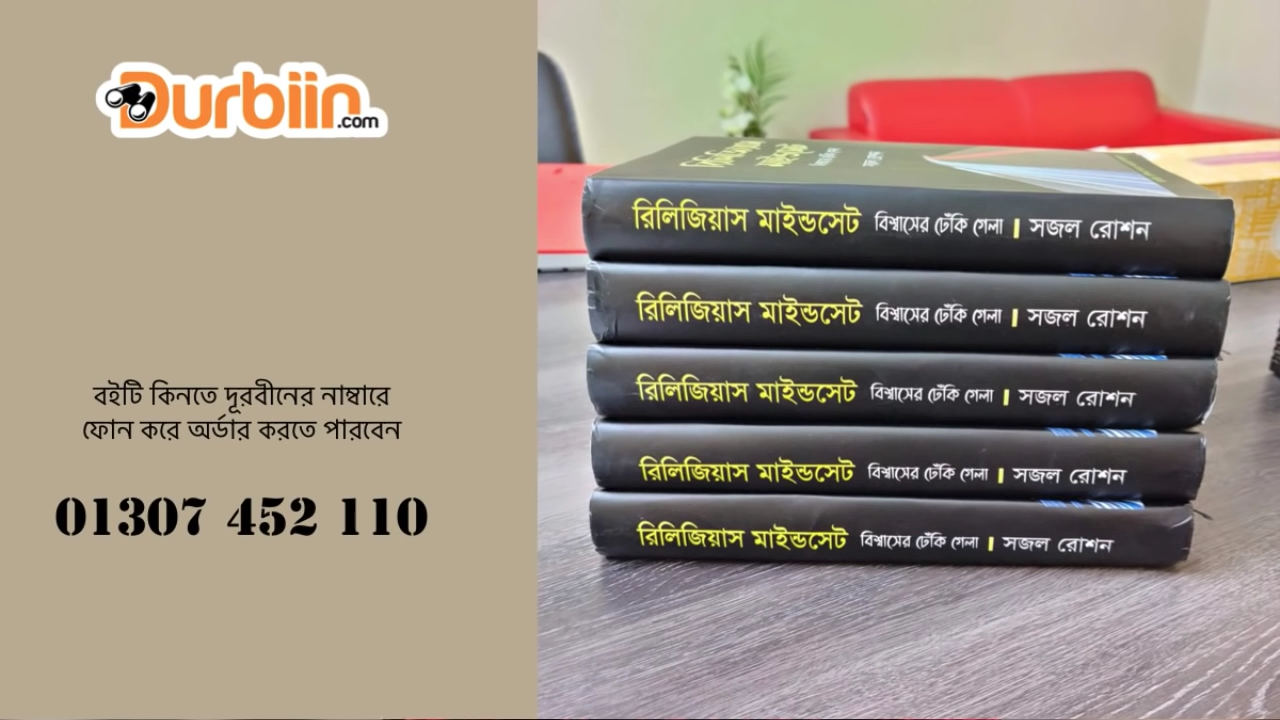 Durbiin.com
বইটি কিনতে দূরবীনের নাম্বারে
ফোন করে অর্ডার করতে পারবেন
01307 452 110
রিলিজিয়াস মাইন্ডসেট বিশ্বাসের ঢেঁকি গেলা | সজল রোশন
রিলিজিয়াস মাইন্ডসেট বিশ্বাসের ঢেঁকি গেলা | সজল রোশন
রিলিজিয়াস মাইন্ডসেট বিশ্বাসের ঢেঁকি গেলা | সজল রোশন
রিলিজিয়াস মাইন্ডসেট বিশ্বাসের ঢেঁকি গেলা | সজল রোশন
রিলিজিয়াস মাইন্ডসেট বিশ্বাসের ঢেঁকি গেলা | সজল রোশন